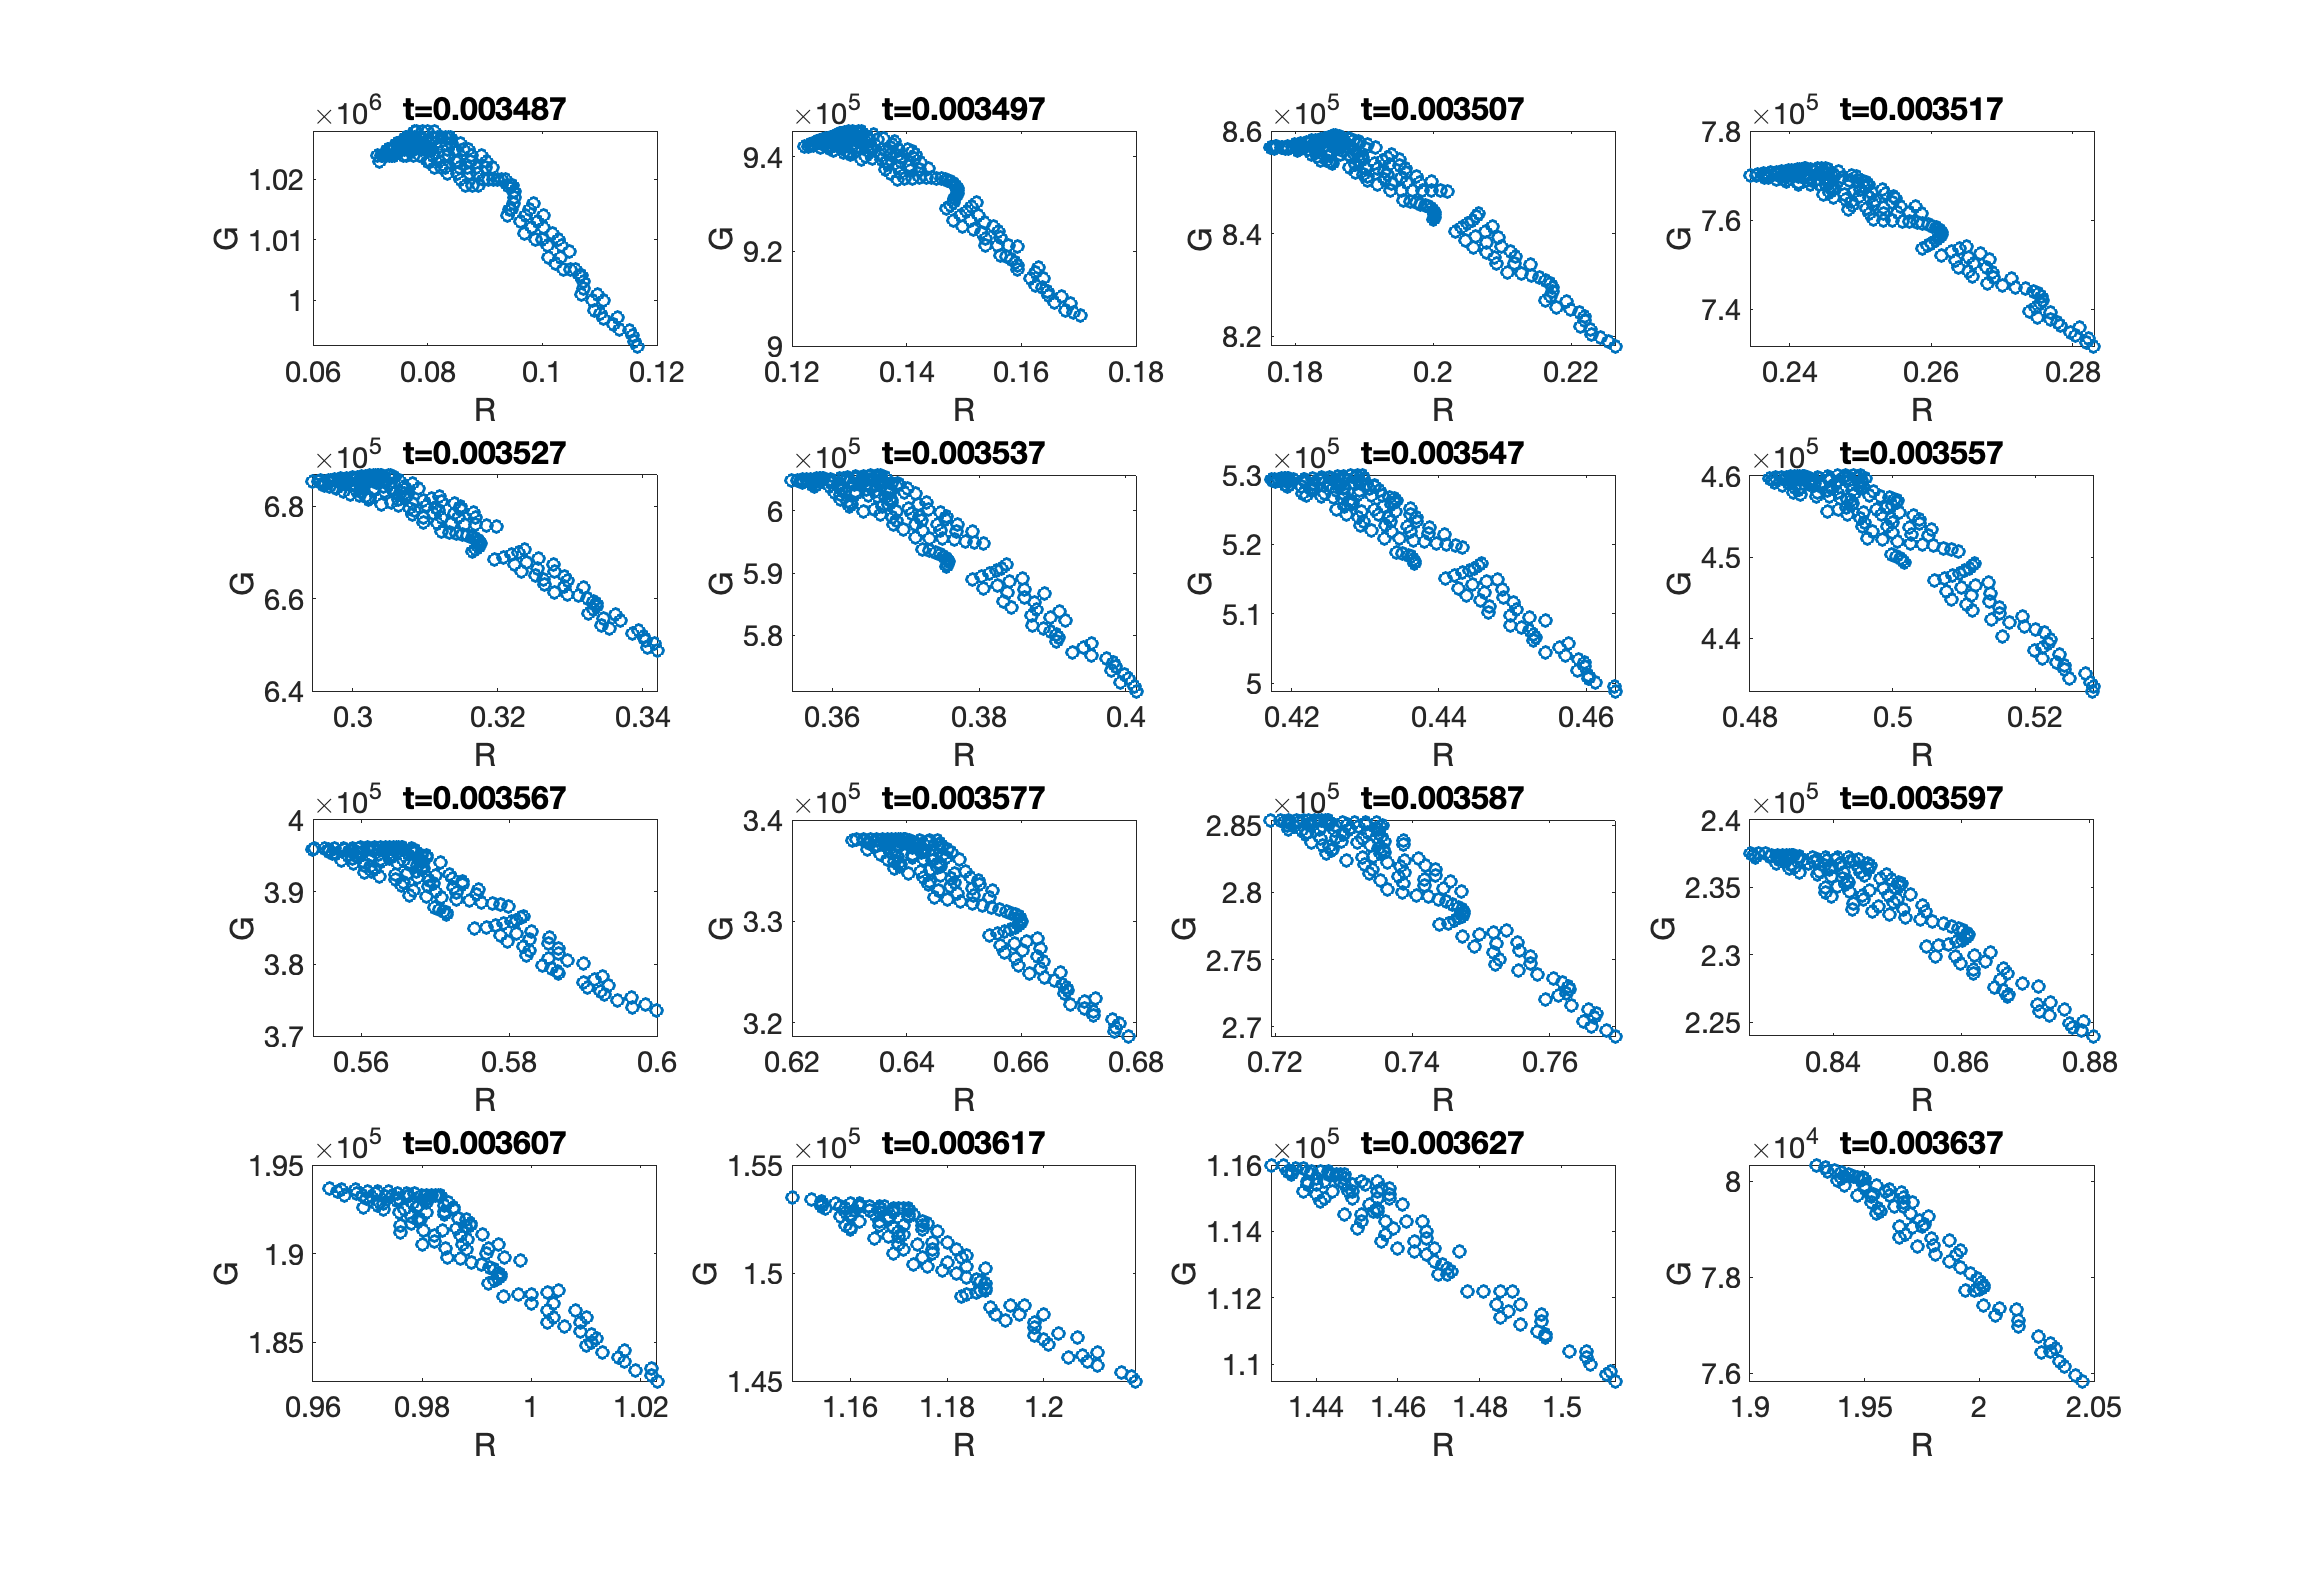 ×10^6 t=0.003487
G
1.02
1.01
1
0.06 0.08 0.1 0.12
R
×10^5 t=0.003497
G
9.4
9.2
9
0.12 0.14 0.16 0.18
R
×10^5 t=0.003507
G
8.6
8.4
8.2
0.18 0.2 0.22
R
×10^5 t=0.003517
G
7.8
7.6
7.4
0.24 0.26 0.28
R
×10^5 t=0.003527
G
6.8
6.6
6.4
0.3 0.32 0.34
R
×10^5 t=0.003537
G
6
5.9
5.8
0.36 0.38 0.4
R
×10^5 t=0.003547
G
5.3
5.2
5.1
5
0.42 0.44 0.46
R
×10^5 t=0.003557
G
4.6
4.5
4.4
0.48 0.5 0.52
R
×10^5 t=0.003567
G
4
3.9
3.8
3.7
0.56 0.58 0.6
R
×10^5 t=0.003577
G
3.4
3.3
3.2
0.62 0.64 0.66 0.68
R
×10^5 t=0.003587
G
2.85
2.8
2.75
2.7
0.72 0.74 0.76
R
×10^5 t=0.003597
G
2.4
2.35
2.3
2.25
0.84 0.86 0.88
R
×10^5 t=0.003607
G
1.95
1.9
1.85
0.96 0.98 1 1.02
R
×10^5 t=0.003617
G
1.55
1.5
1.45
1.16 1.18 1.2
R
×10^5 t=0.003627
G
1.16
1.14
1.12
1.1
1.44 1.46 1.48 1.5
R
×10^4 t=0.003637
G
8
7.8
7.6
1.9 1.95 2 2.05
R